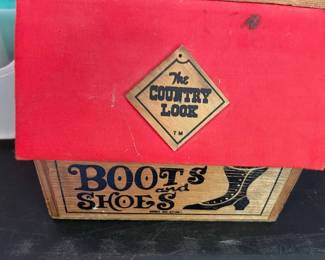 The
COUNTRY
LOOK
TM
BOOTS
and
SHOES